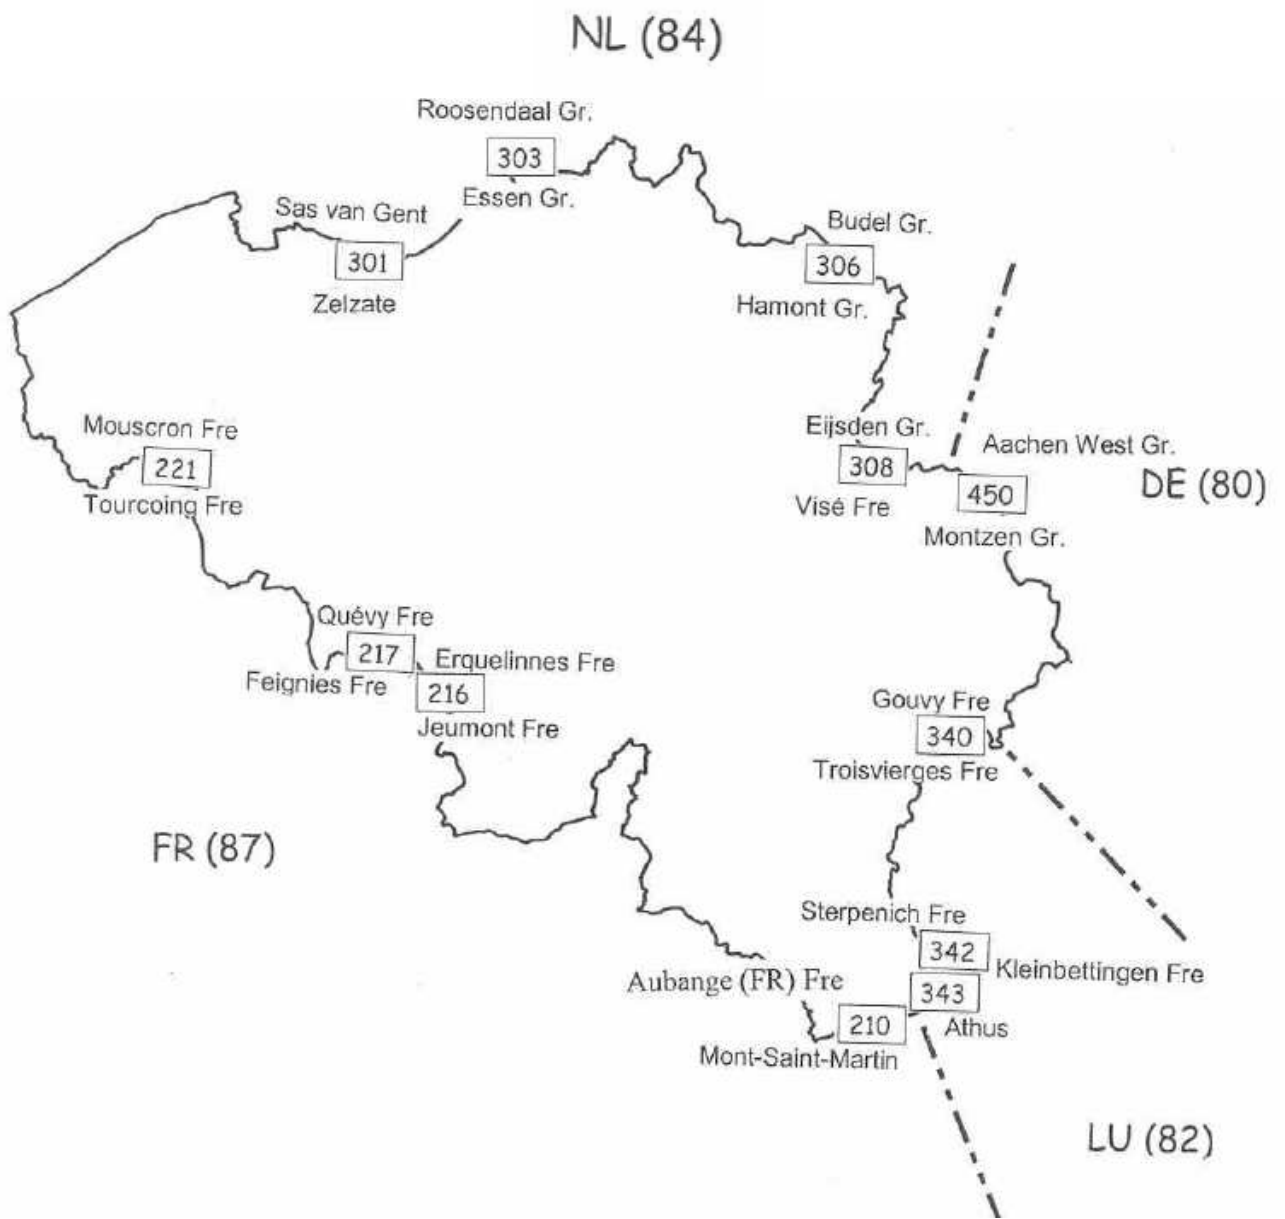 NL (84)
Roosendaal Gr.
303
Essen Gr.
Sas van Gent
301
Zelzate
Budel Gr.
306
Hamont Gr.
Mouscron Fre
221
Tourcoing Fre
Eijsden Gr.
308
Visé Fre
Aachen West Gr.
450
DE (80)
Montzen Gr.
Quévy Fre
217
Feignies Fre
Erquelinnes Fre
216
Jeumont Fre
Gouvy Fre
340
Troisvierges Fre
FR (87)
Sterpenich Fre
342
Kleinbettingen Fre
343
Athus
Aubange (FR) Fre
210
Mont-Saint-Martin
LU (82)